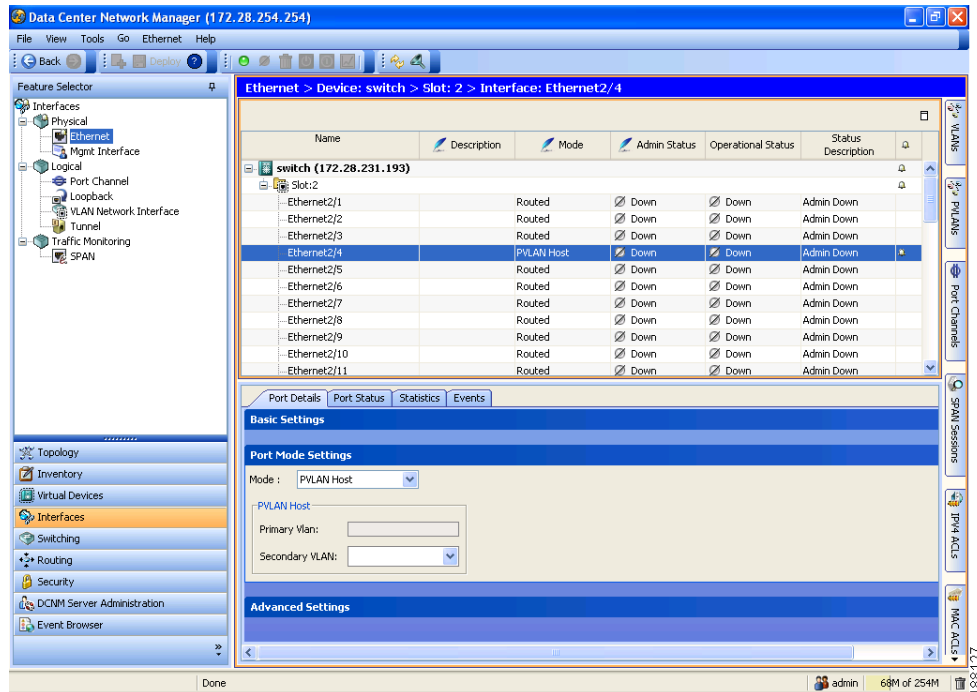 Data Center Network Manager (172.28.254.254)
File View Tools Go Ethernet Help
Back Deploy
Feature Selector
Interfaces
Physical
Ethernet
Mgmt Interface
Logical
Port Channel
Loopback
VLAN Network Interface
Tunnel
Traffic Monitoring
SPAN
Topology
Inventory
Virtual Devices
Interfaces
Switching
Routing
Security
DCNM Server Administration
Event Browser
Ethernet > Device: switch > Slot: 2 > Interface: Ethernet2/4
Name Description Mode Admin Status Operational Status Status Description
switch (172.28.231.193)
Slot:2
Ethernet2/1 Routed Down Down Admin Down
Ethernet2/2 Routed Down Down Admin Down
Ethernet2/3 Routed Down Down Admin Down
Ethernet2/4 PVLAN Host Down Down Admin Down
Ethernet2/5 Routed Down Down Admin Down
Ethernet2/6 Routed Down Down Admin Down
Ethernet2/7 Routed Down Down Admin Down
Ethernet2/8 Routed Down Down Admin Down
Ethernet2/9 Routed Down Down Admin Down
Ethernet2/10 Routed Down Down Admin Down
Ethernet2/11 Routed Down Down Admin Down
Port Details Port Status Statistics Events
Basic Settings
Port Mode Settings
Mode : PVLAN Host
PVLAN Host
Primary Vlan:
Secondary VLAN:
Advanced Settings
VLANs
PVLANs
Port Channels
SPAN Sessions
IPV4 ACLs
MAC ACLs
Done
admin 68M of 254M